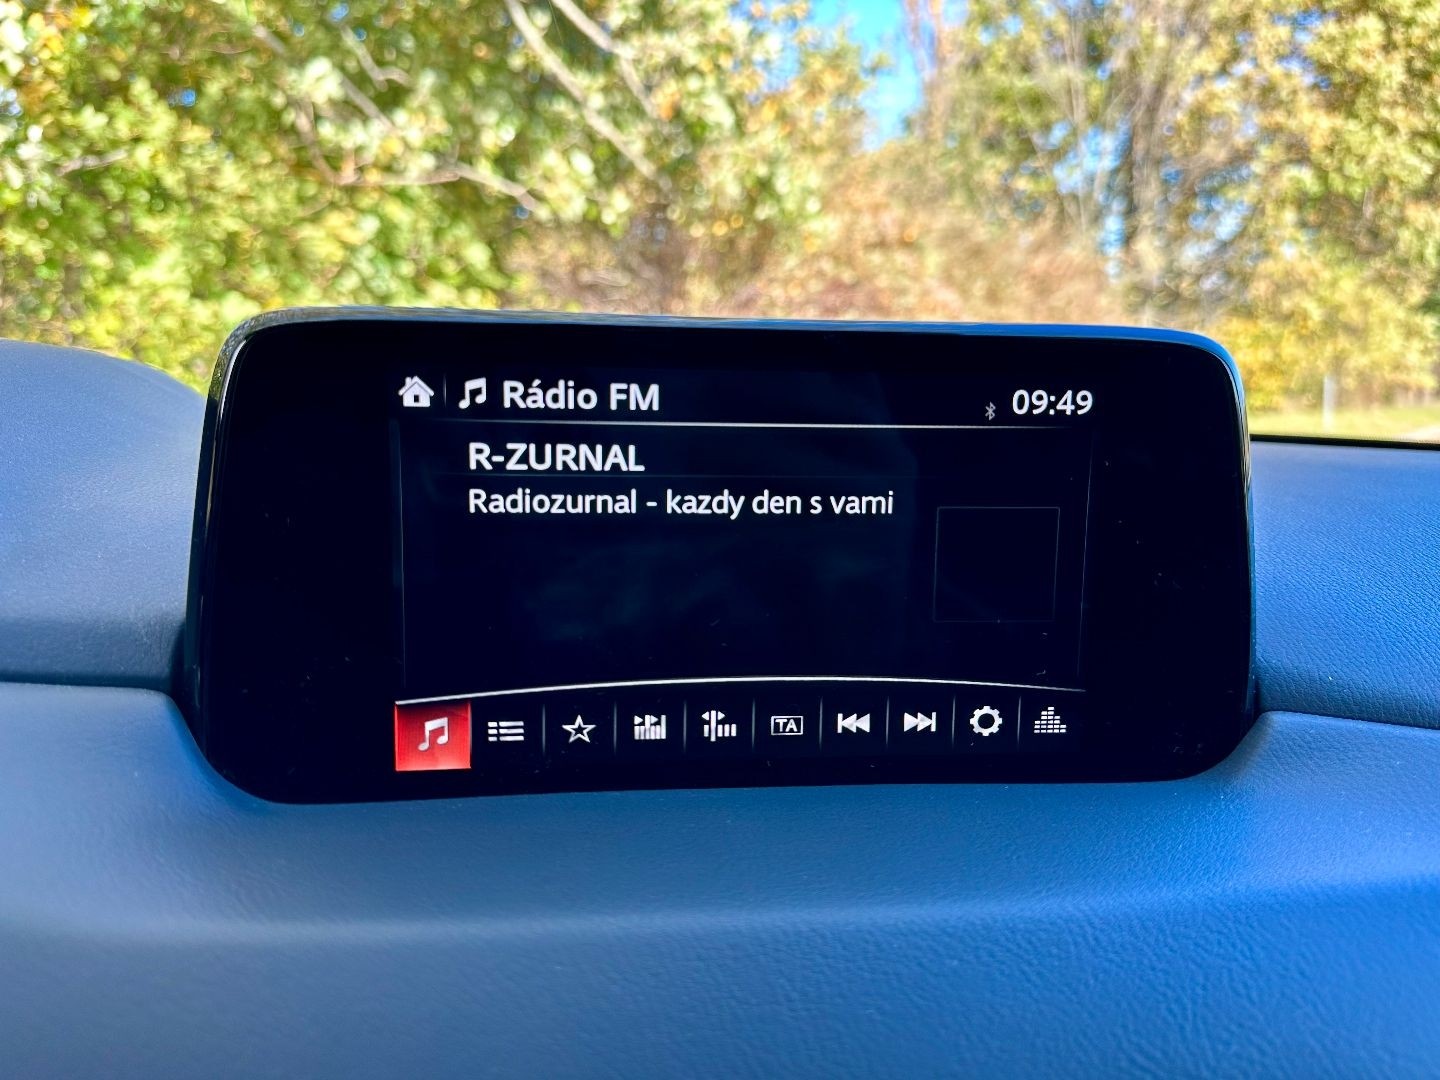 Rádio FM
09:49
R-ZURNAL
Radiozurnal - kazdy den s vami
TA